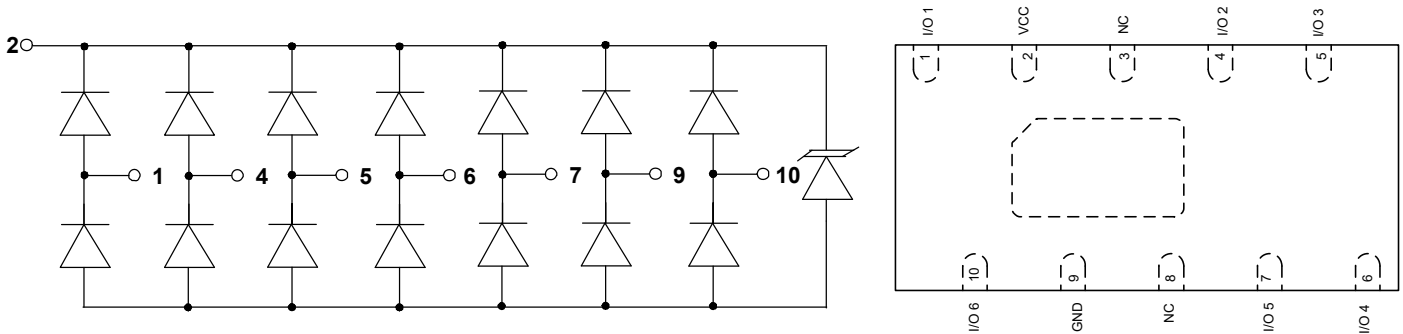 2
1 4 5 6 7 9 10
I/O 1 VCC NC I/O 2 I/O 3
1 2 3 4 5
10 9 8 7 6
I/O 6 GND NC I/O 5 I/O 4